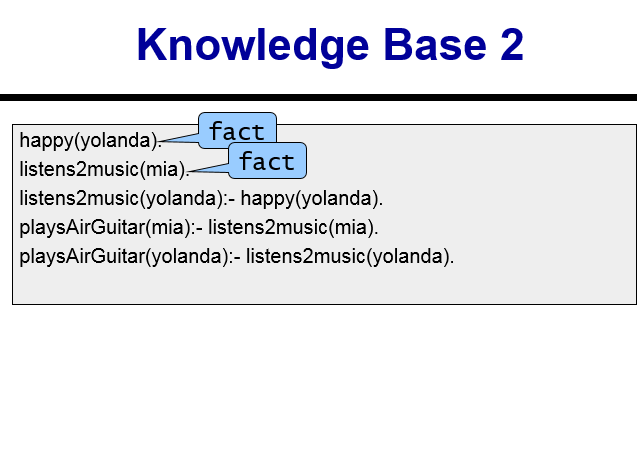 Knowledge Base 2
happy(yolanda). fact
listens2music(mia). fact
listens2music(yolanda):- happy(yolanda).
playsAirGuitar(mia):- listens2music(mia).
playsAirGuitar(yolanda):- listens2music(yolanda).